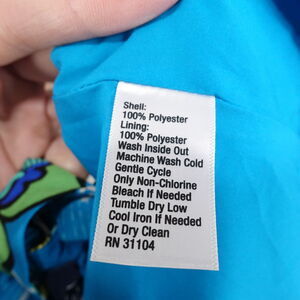 Shell:
100% Polyester
Lining:
100% Polyester
Wash Inside Out
Machine Wash Cold
Gentle Cycle
Only Non-Chlorine
Bleach If Needed
Tumble Dry Low
Cool Iron If Needed
Or Dry Clean
RN 31104